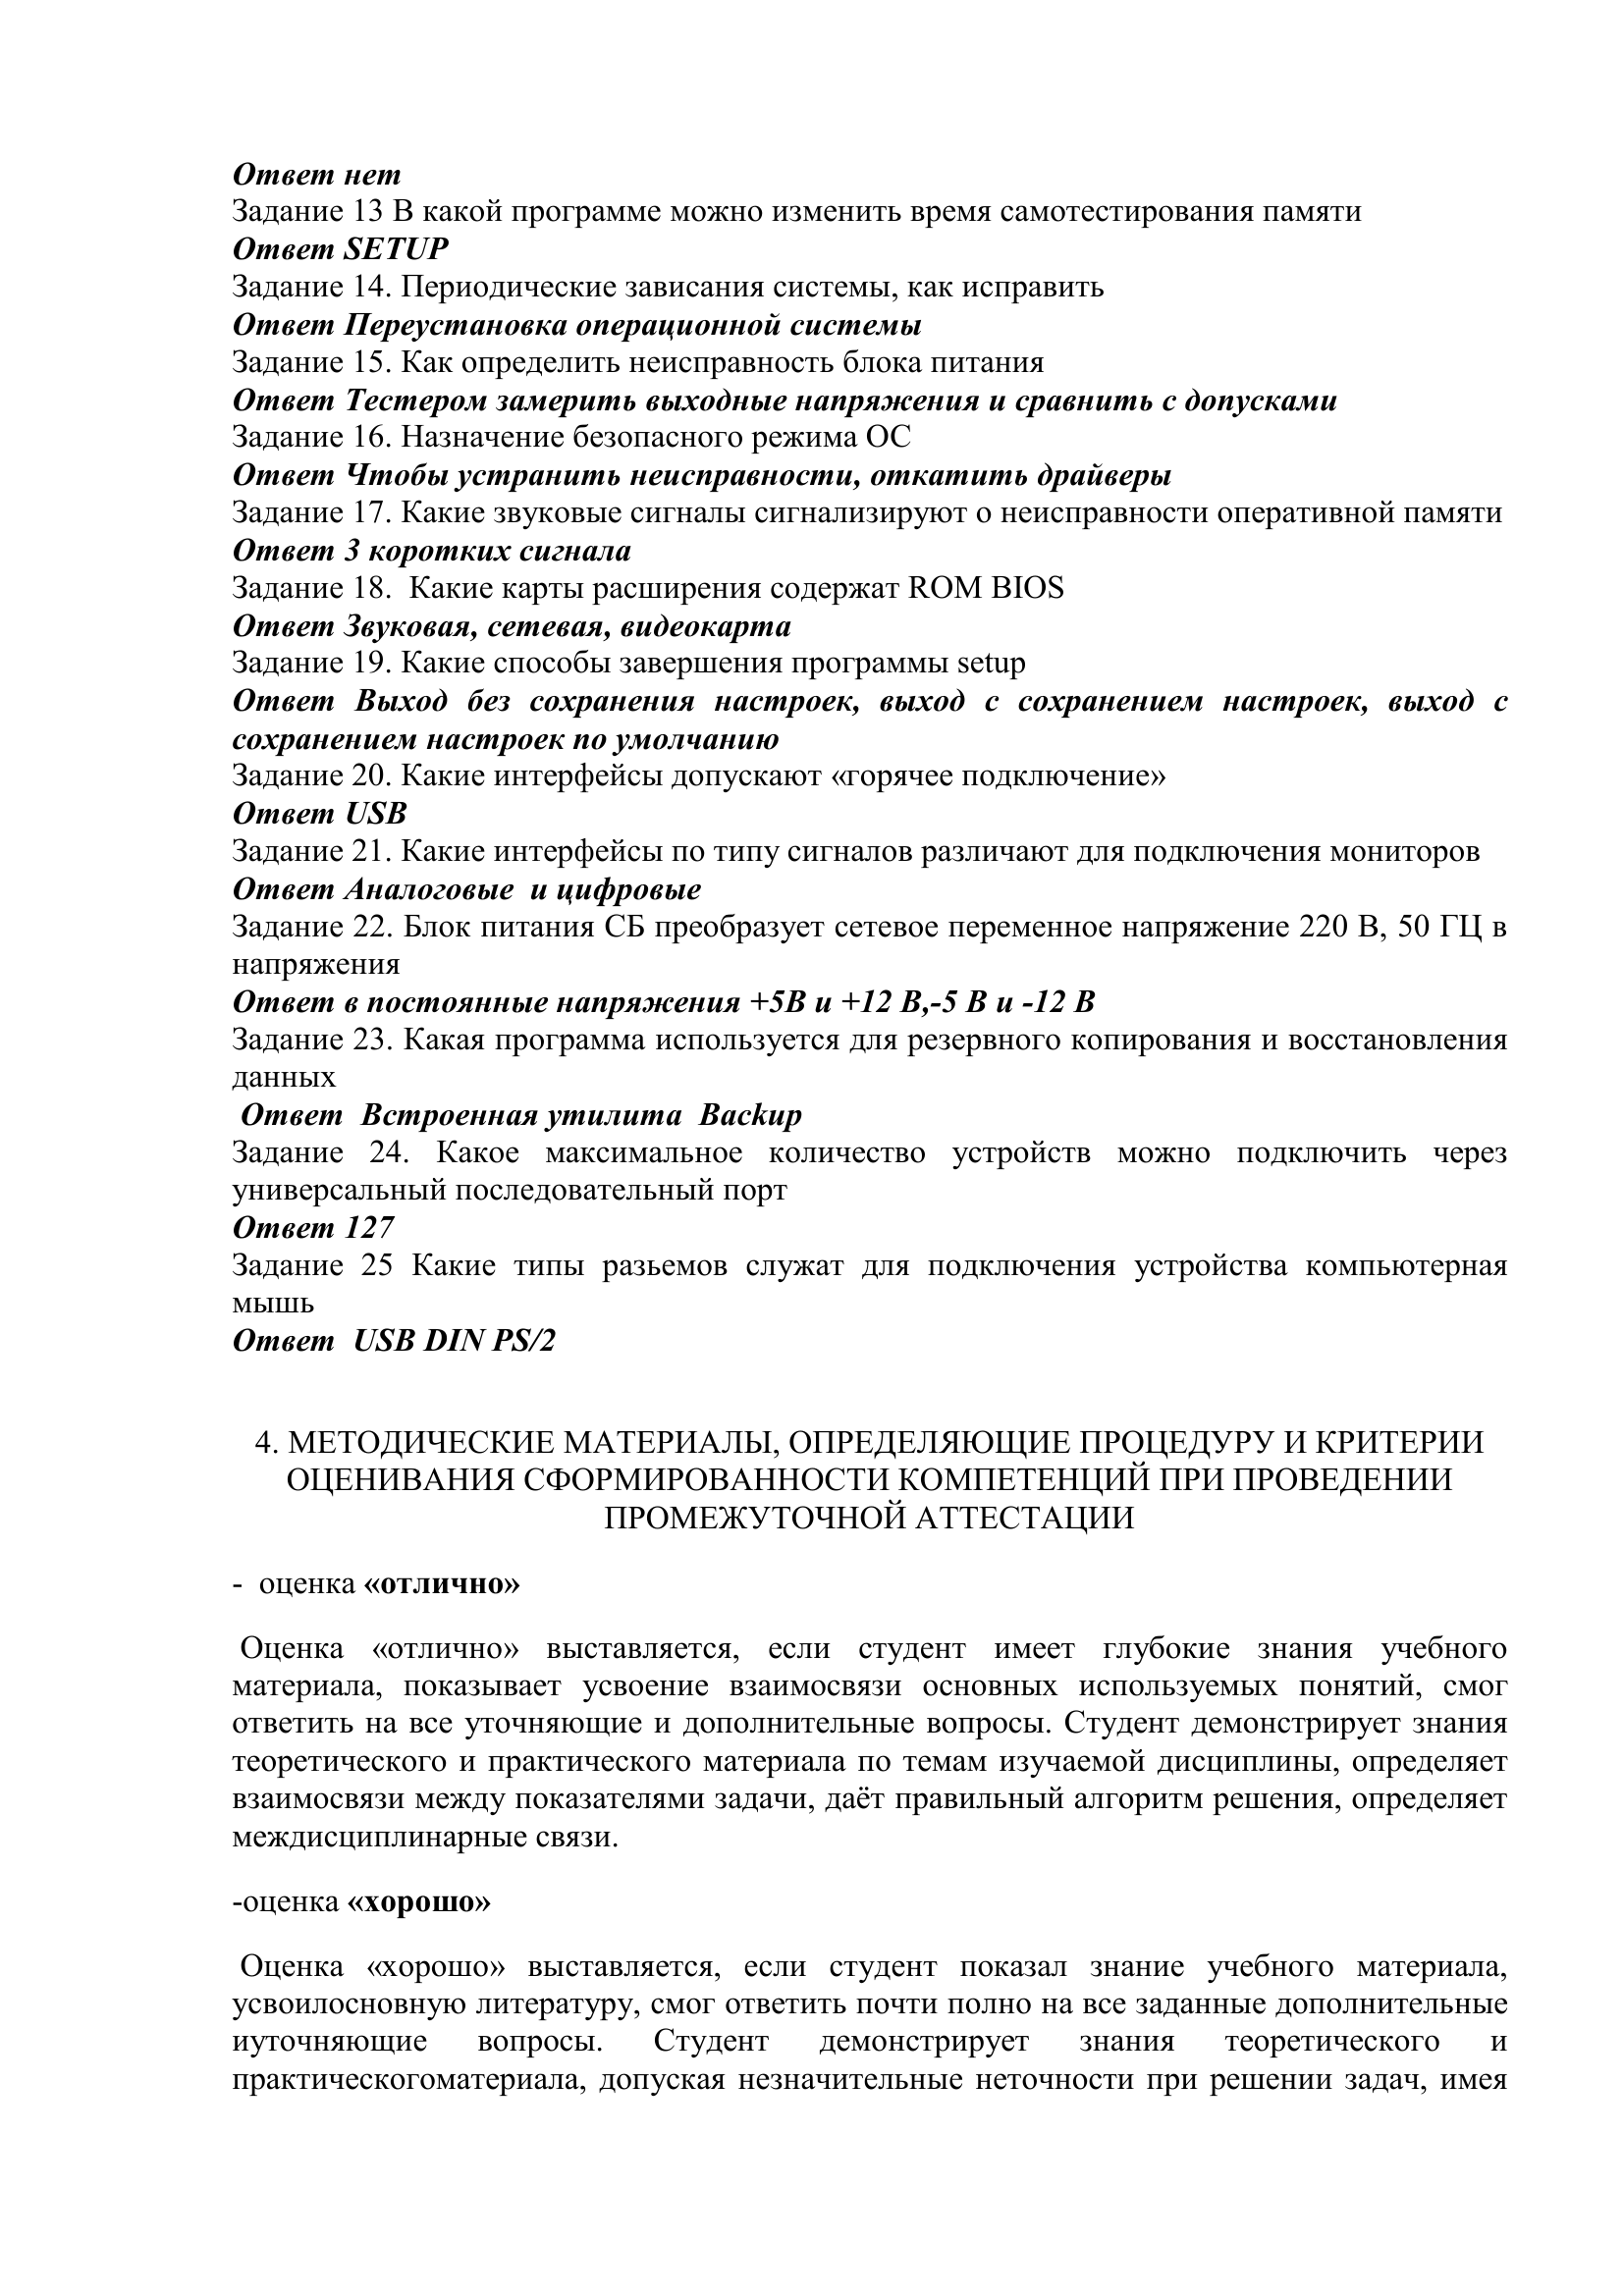 Ответ нет
Задание 13 В какой программе можно изменить время самотестирования памяти
Ответ SETUP
Задание 14. Периодические зависания системы, как исправить
Ответ Переустановка операционной системы
Задание 15. Как определить неисправность блока питания
Ответ Тестером замерить выходные напряжения и сравнить с допусками
Задание 16. Назначение безопасного режима ОС
Ответ Чтобы устранить неисправности, откатить драйверы
Задание 17. Какие звуковые сигналы сигнализируют о неисправности оперативной памяти
Ответ 3 коротких сигнала
Задание 18.  Какие карты расширения содержат ROM BIOS
Ответ Звуковая, сетевая, видеокарта
Задание 19. Какие способы завершения программы setup
Ответ Выход без сохранения настроек, выход с сохранением настроек, выход с
сохранением настроек по умолчанию
Задание 20. Какие интерфейсы допускают «горячее подключение»
Ответ USB
Задание 21. Какие интерфейсы по типу сигналов различают для подключения мониторов
Ответ Аналоговые  и цифровые
Задание 22. Блок питания СБ преобразует сетевое переменное напряжение 220 В, 50 ГЦ в
напряжения
Ответ в постоянные напряжения +5В и +12 В,-5 В и -12 В
Задание 23. Какая программа используется для резервного копирования и восстановления
данных
Ответ  Встроенная утилита  Backup
Задание 24. Какое максимальное количество устройств можно подключить через
универсальный последовательный порт
Ответ 127
Задание 25 Какие типы разьемов служат для подключения устройства компьютерная
мышь
Ответ  USB DIN PS/2
4. МЕТОДИЧЕСКИЕ МАТЕРИАЛЫ, ОПРЕДЕЛЯЮЩИЕ ПРОЦЕДУРУ И КРИТЕРИИ
ОЦЕНИВАНИЯ СФОРМИРОВАННОСТИ КОМПЕТЕНЦИЙ ПРИ ПРОВЕДЕНИИ
ПРОМЕЖУТОЧНОЙ АТТЕСТАЦИИ
-  оценка «отлично»
Оценка «отлично» выставляется, если студент имеет глубокие знания учебного
материала, показывает усвоение взаимосвязи основных используемых понятий, смог
ответить на все уточняющие и дополнительные вопросы. Студент демонстрирует знания
теоретического и практического материала по темам изучаемой дисциплины, определяет
взаимосвязи между показателями задачи, даёт правильный алгоритм решения, определяет
междисциплинарные связи.
-оценка «хорошо»
Оценка «хорошо» выставляется, если студент показал знание учебного материала,
усвоилосновную литературу, смог ответить почти полно на все заданные дополнительные
иуточняющие вопросы. Студент демонстрирует знания теоретического и
практическогоматериала, допуская незначительные неточности при решении задач, имея